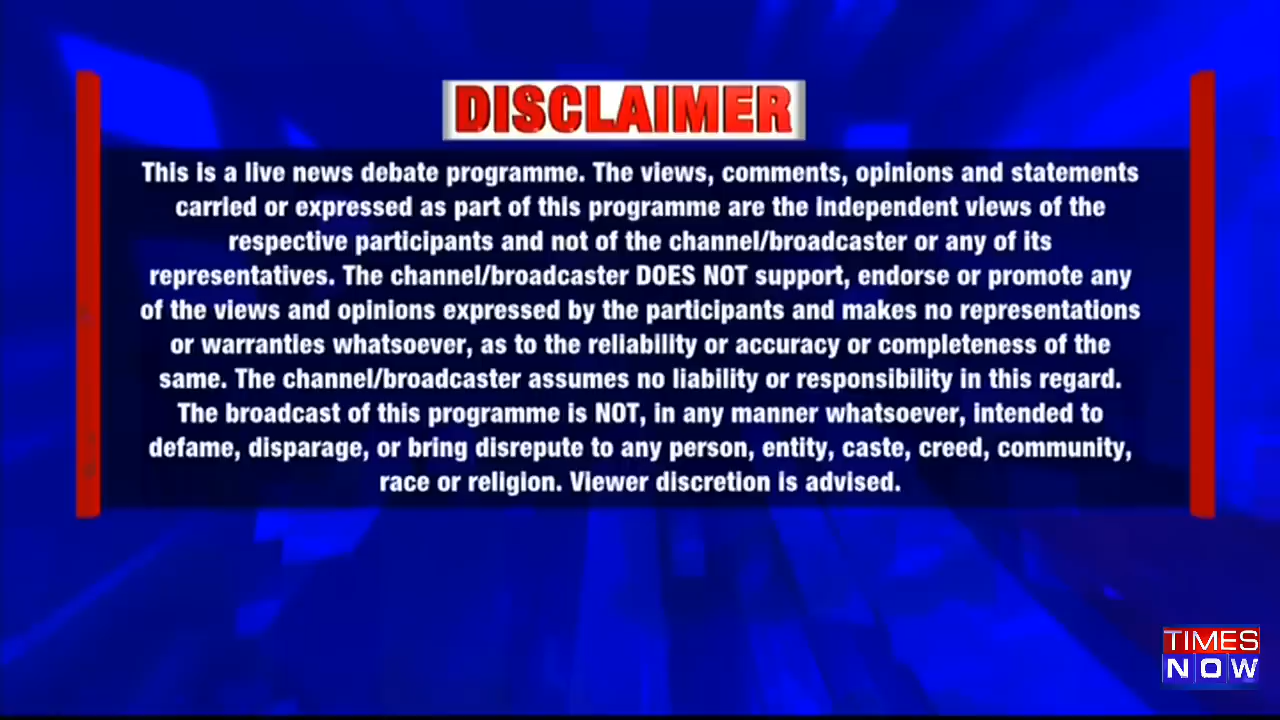 DISCLAIMER
This is a live news debate programme. The views, comments, opinions and statements
carried or expressed as part of this programme are the independent views of the
respective participants and not of the channel/broadcaster or any of its
representatives. The channel/broadcaster DOES NOT support, endorse or promote any
of the views and opinions expressed by the participants and makes no representations
or warranties whatsoever, as to the reliability or accuracy or completeness of the
same. The channel/broadcaster assumes no liability or responsibility in this regard.
The broadcast of this programme is NOT, in any manner whatsoever, intended to
defame, disparage, or bring disrepute to any person, entity, caste, creed, community,
race or religion. Viewer discretion is advised.
TIMES
NOW